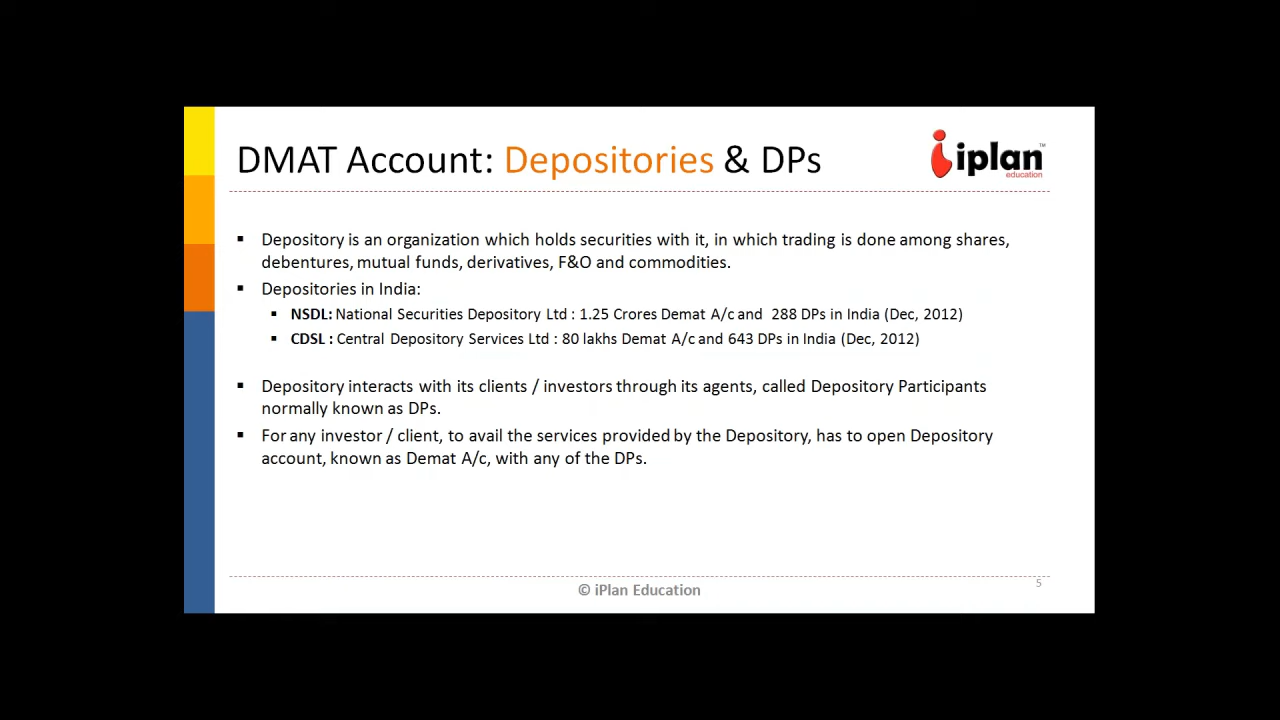 DMAT Account: Depositories & DPs
iplan™
education
▪ Depository is an organization which holds securities with it, in which trading is done among shares,
debentures, mutual funds, derivatives, F&O and commodities.
▪ Depositories in India:
▪ NSDL: National Securities Depository Ltd : 1.25 Crores Demat A/c and 288 DPs in India (Dec, 2012)
▪ CDSL : Central Depository Services Ltd : 80 lakhs Demat A/c and 643 DPs in India (Dec, 2012)
▪ Depository interacts with its clients / investors through its agents, called Depository Participants
normally known as DPs.
▪ For any investor / client, to avail the services provided by the Depository, has to open Depository
account, known as Demat A/c, with any of the DPs.
© iPlan Education
5